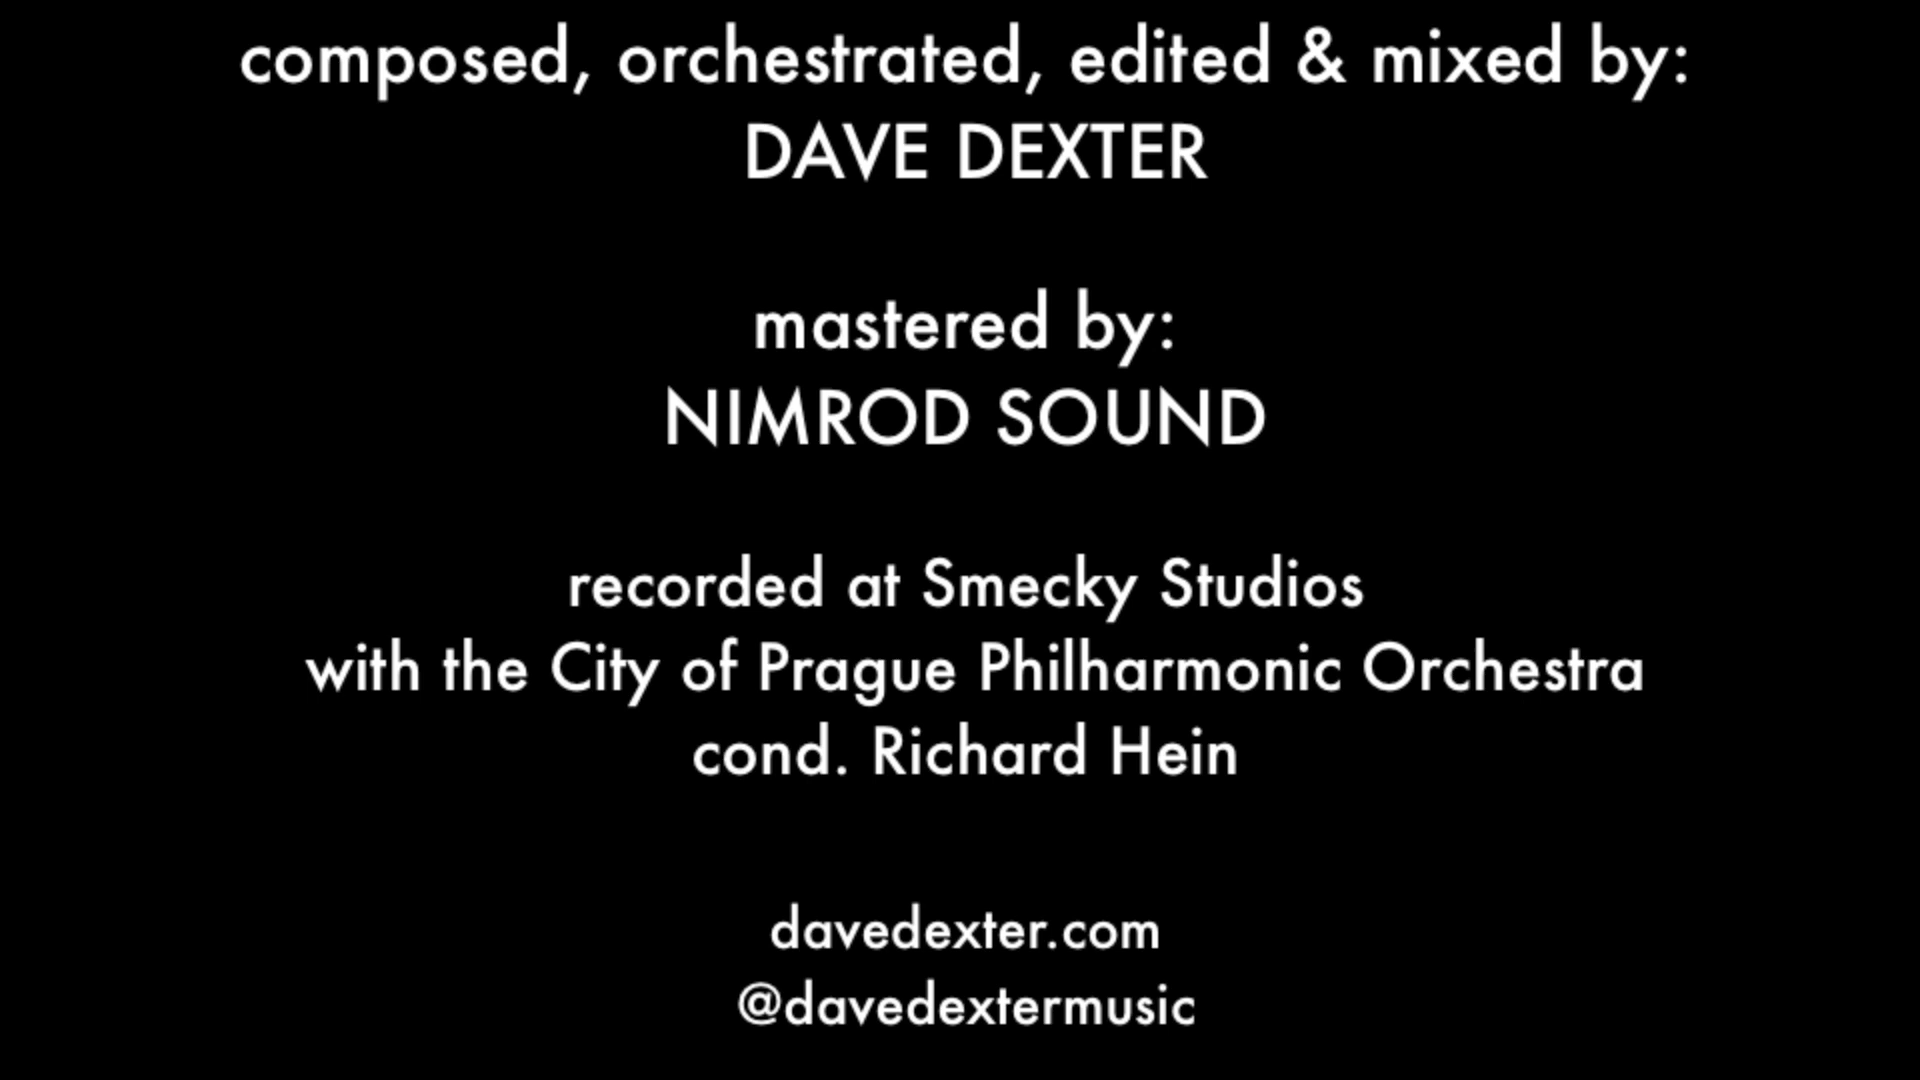 composed, orchestrated, edited & mixed by:
DAVE DEXTER
mastered by:
NIMROD SOUND
recorded at Smecky Studios
with the City of Prague Philharmonic Orchestra
cond. Richard Hein
davedexter.com
@davedextermusic